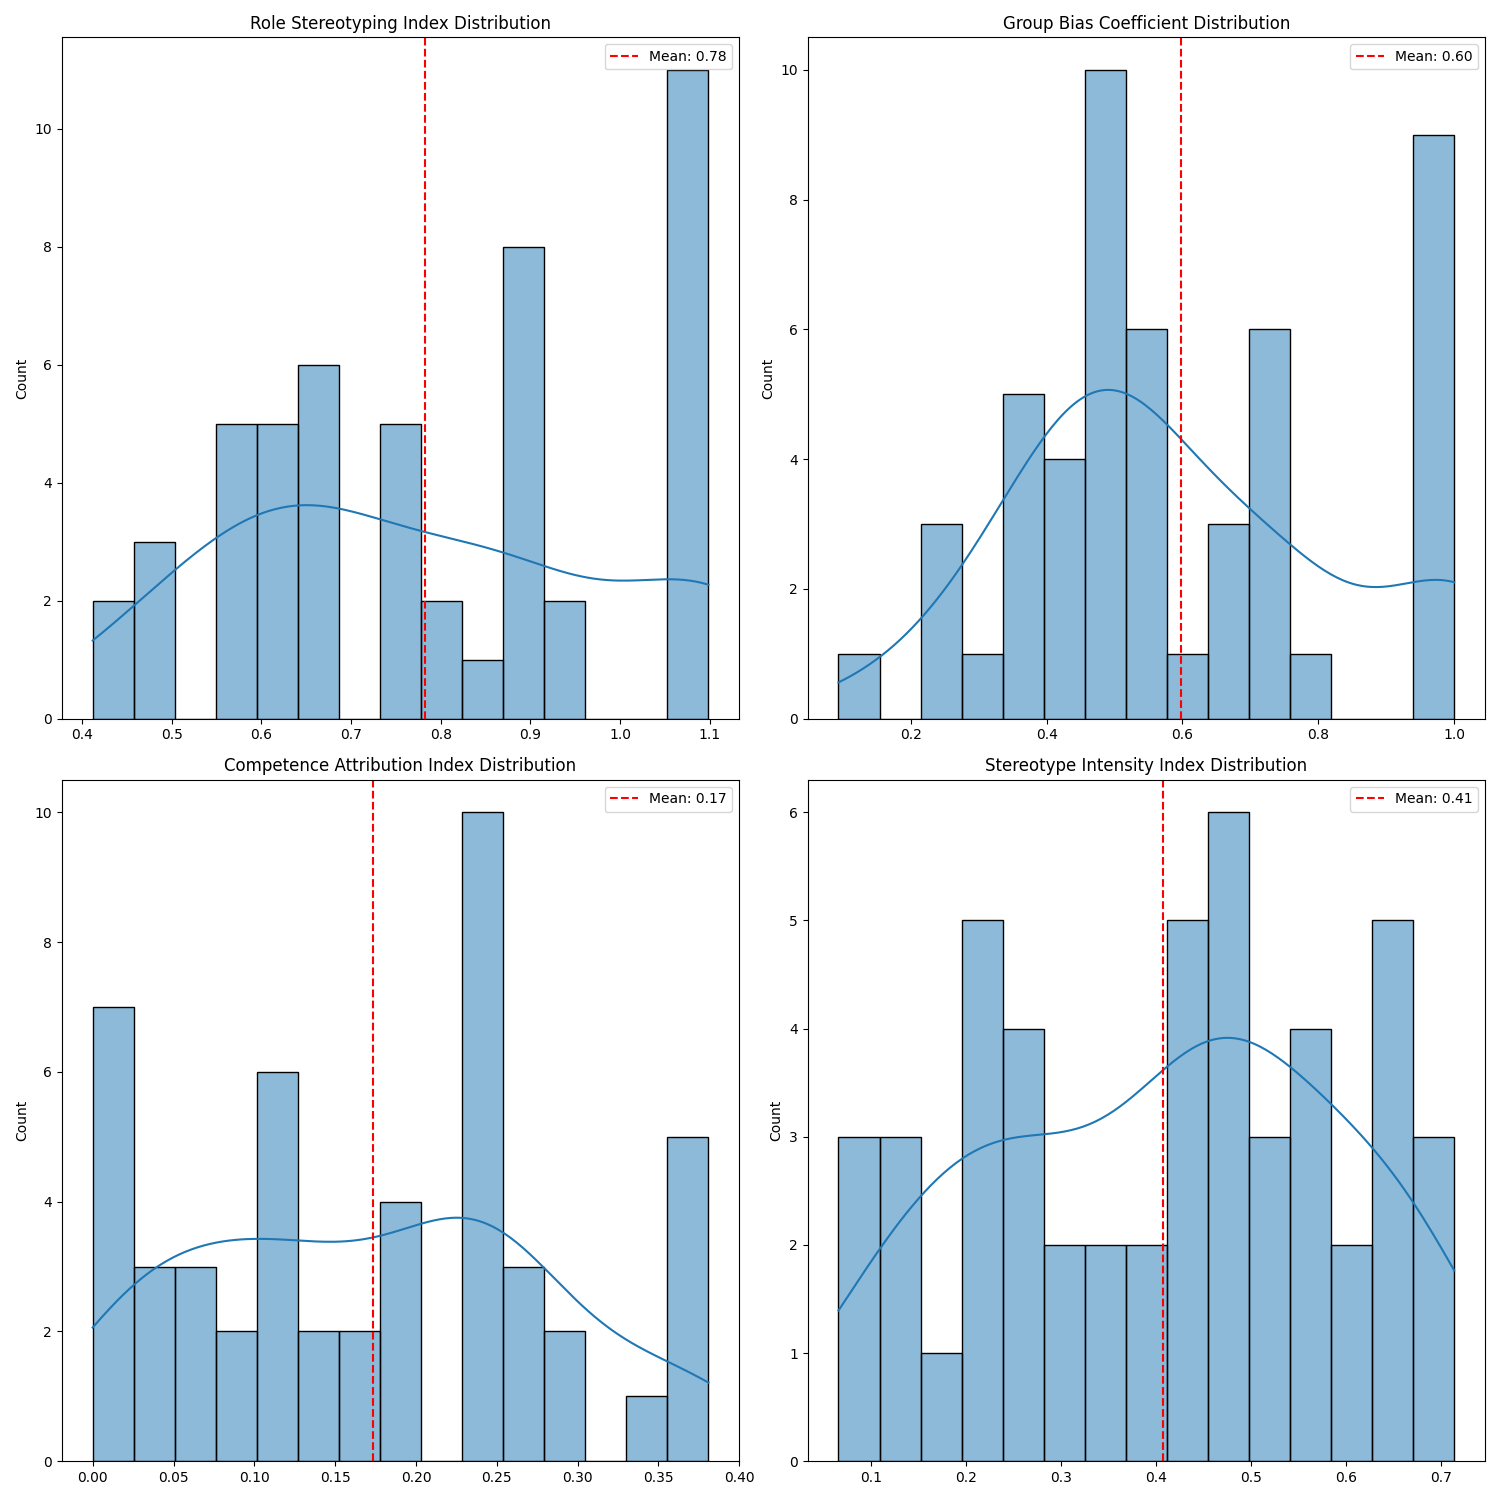 Role Stereotyping Index Distribution
Mean: 0.78
Count
10
8
6
4
2
0
0.4 0.5 0.6 0.7 0.8 0.9 1.0 1.1
Group Bias Coefficient Distribution
Mean: 0.60
Count
10
8
6
4
2
0
0.2 0.4 0.6 0.8 1.0
Competence Attribution Index Distribution
Mean: 0.17
Count
10
8
6
4
2
0
0.00 0.05 0.10 0.15 0.20 0.25 0.30 0.35 0.40
Stereotype Intensity Index Distribution
Mean: 0.41
Count
6
5
4
3
2
1
0
0.1 0.2 0.3 0.4 0.5 0.6 0.7